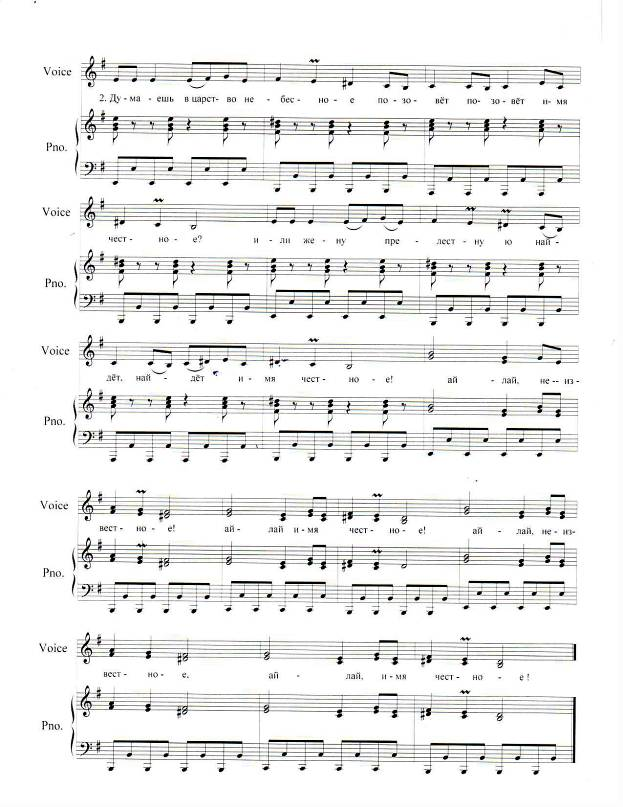 Voice
2. Ду - ма - ешь в царст - во не - бес - но - е по - зо - вёт по - зо - вёт и - мя
Pno.
Voice
чест - но - е? и - ли же - ну пре - лест - ну ю най -
Pno.
Voice
дёт, най - дёт и - мя чест - но - е! ай - лай, не -- из -
Pno.
Voice
вест - но - е! ай - лай и - мя чест - но - е! ай - лай, не - из -
Pno.
Voice
вест - но - е, ай - лай, и - мя чест - но - е !
Pno.